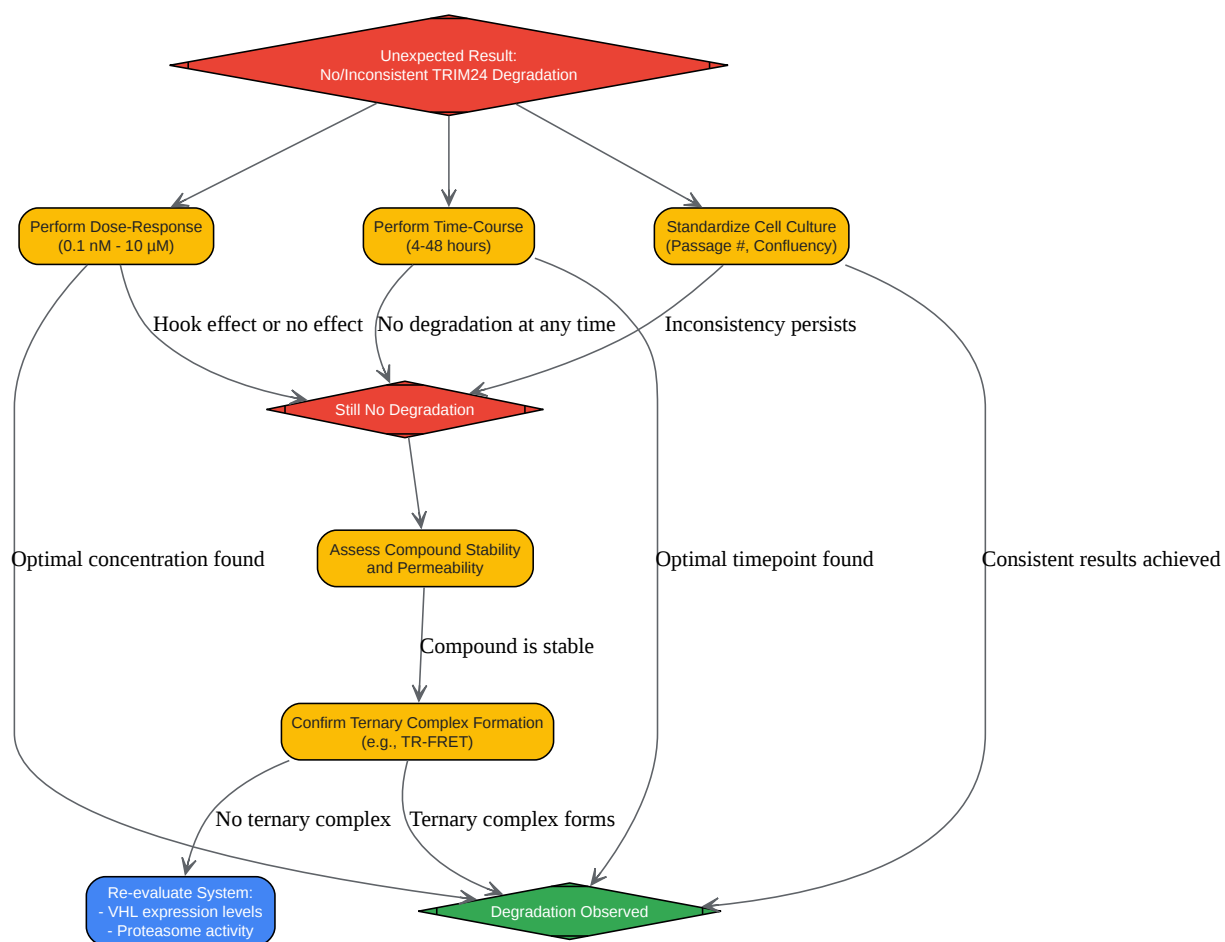 Unexpected Result:
No/Inconsistent TRIM24 Degradation
Perform Dose-Response
(0.1 nM - 10 µM)
Perform Time-Course
(4-48 hours)
Standardize Cell Culture
(Passage #, Confluency)
Hook effect or no effect
No degradation at any time
Inconsistency persists
Still No Degradation
Optimal concentration found
Assess Compound Stability
and Permeability
Optimal timepoint found
Consistent results achieved
Compound is stable
Confirm Ternary Complex Formation
(e.g., TR-FRET)
No ternary complex
Ternary complex forms
Re-evaluate System:
- VHL expression levels
- Proteasome activity
Degradation Observed